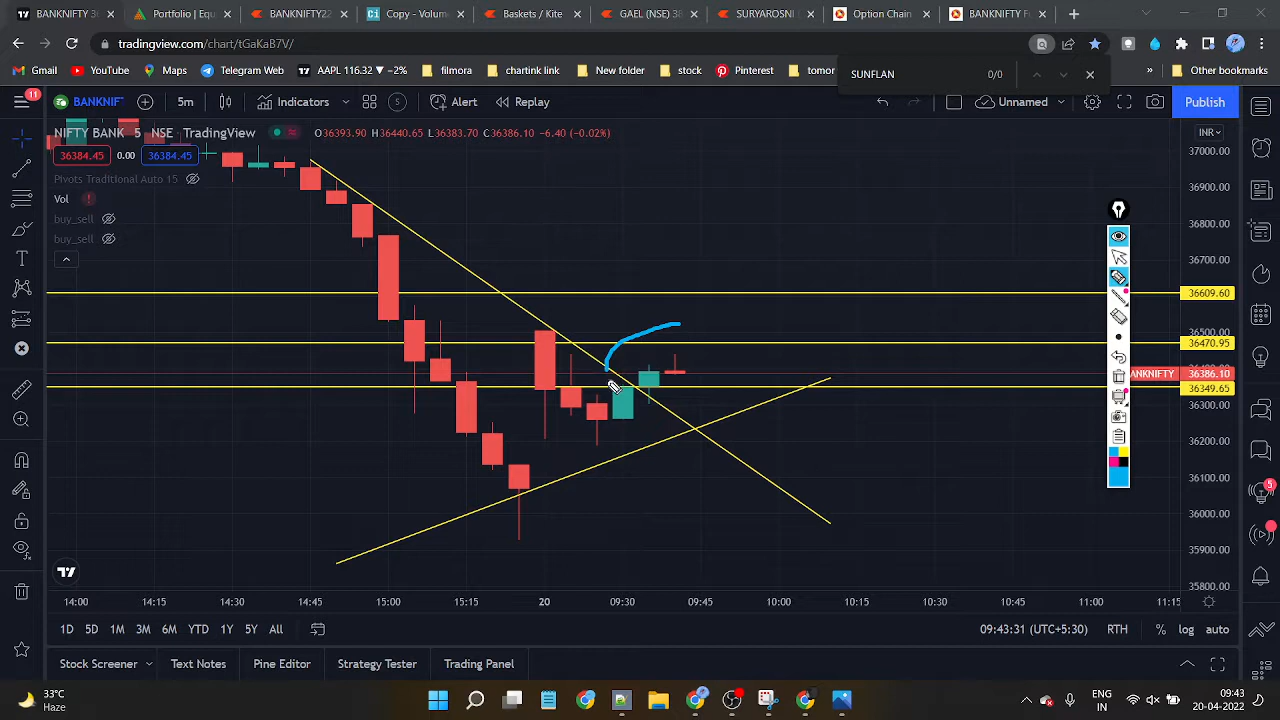 BANKNIFTY 36
Portfolio | Equ
BANKNIFTY22
Copy - Volume
Baskets / Kite
GAEL (NSE) 38
SURYAROSNI
Option Chain
BANKNIFTY F
tradingview.com/chart/tGaKaB7V/
Gmail
YouTube
Maps
Telegram Web
AAPL 116.32 ▼ −2%
filmora
chartink link
New folder
stock
Pinterest
tomor
Other bookmarks
SUNFLAN
0/0
11
BANKNIF
5m
Indicators
Alert
Replay
Unnamed
Publish
NIFTY BANK 5 NSE TradingView
O36393.90 H36440.65 L36383.70 C36386.10 −6.40 (−0.02%)
INR
36384.45 0.00 36384.45
Pivots Traditional Auto 15
Vol
buy_sell
buy_sell
37000.00
36900.00
36800.00
36700.00
36609.60
36500.00
36470.95
BANKNIFTY 36386.10
36349.65
36300.00
36200.00
36100.00
36000.00
35900.00
35800.00
5
14:00 14:15 14:30 14:45 15:00 15:15 20 09:30 09:45 10:00 10:15 10:30 10:45 11:00 11:15
1D 5D 1M 3M 6M YTD 1Y 5Y All
09:43:31 (UTC+5:30) RTH % log auto
Stock Screener Text Notes Pine Editor Strategy Tester Trading Panel
33°C
Haze
ENG
IN
09:43
20-04-2022